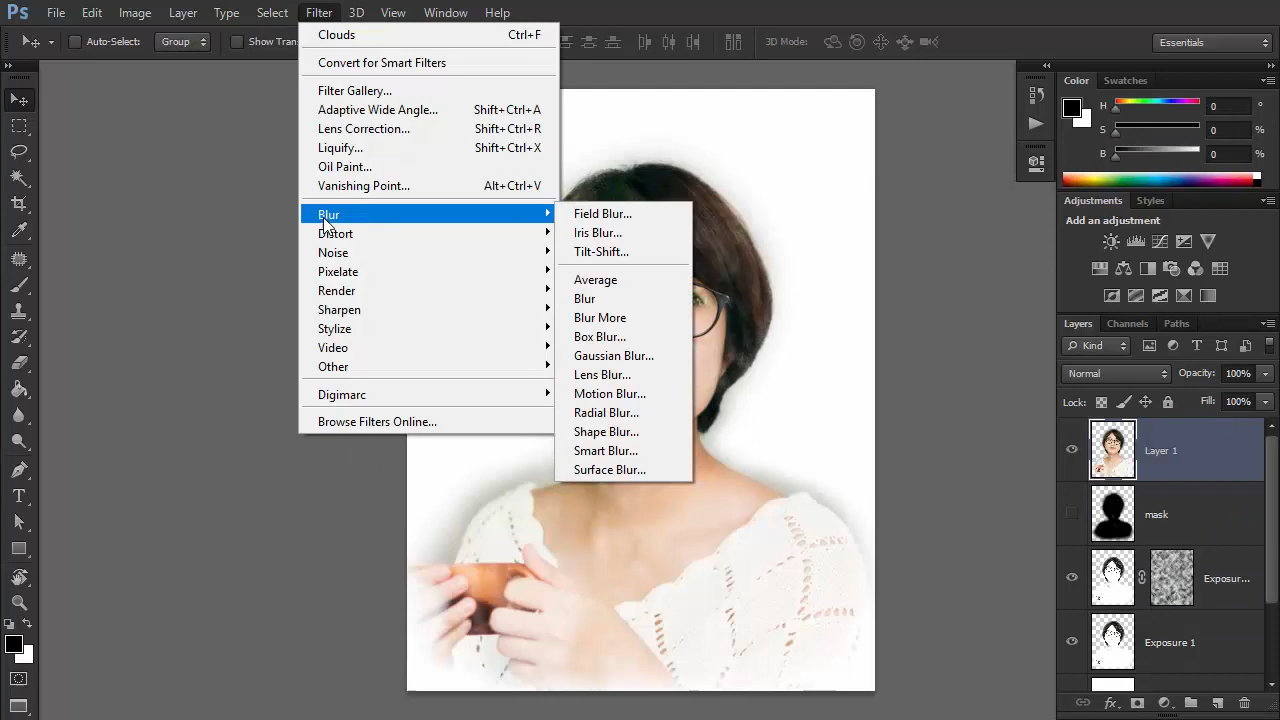 Ps File Edit Image Layer Type Select Filter 3D View Window Help
Auto-Select: Group Show Tran 3D Mode: Essentials
Clouds Ctrl+F
Convert for Smart Filters
Filter Gallery...
Adaptive Wide Angle... Shift+Ctrl+A
Lens Correction... Shift+Ctrl+R
Liquify... Shift+Ctrl+X
Oil Paint...
Vanishing Point... Alt+Ctrl+V
Blur
Distort
Noise
Pixelate
Render
Sharpen
Stylize
Video
Other
Digimarc
Browse Filters Online...
Field Blur...
Iris Blur...
Tilt-Shift...
Average
Blur
Blur More
Box Blur...
Gaussian Blur...
Lens Blur...
Motion Blur...
Radial Blur...
Shape Blur...
Smart Blur...
Surface Blur...
Color Swatches
H 0 °
S 0 %
B 0 %
Adjustments Styles
Add an adjustment
Layers Channels Paths
Kind
Normal Opacity: 100%
Lock: Fill: 100%
Layer 1
mask
Exposur...
Exposure 1